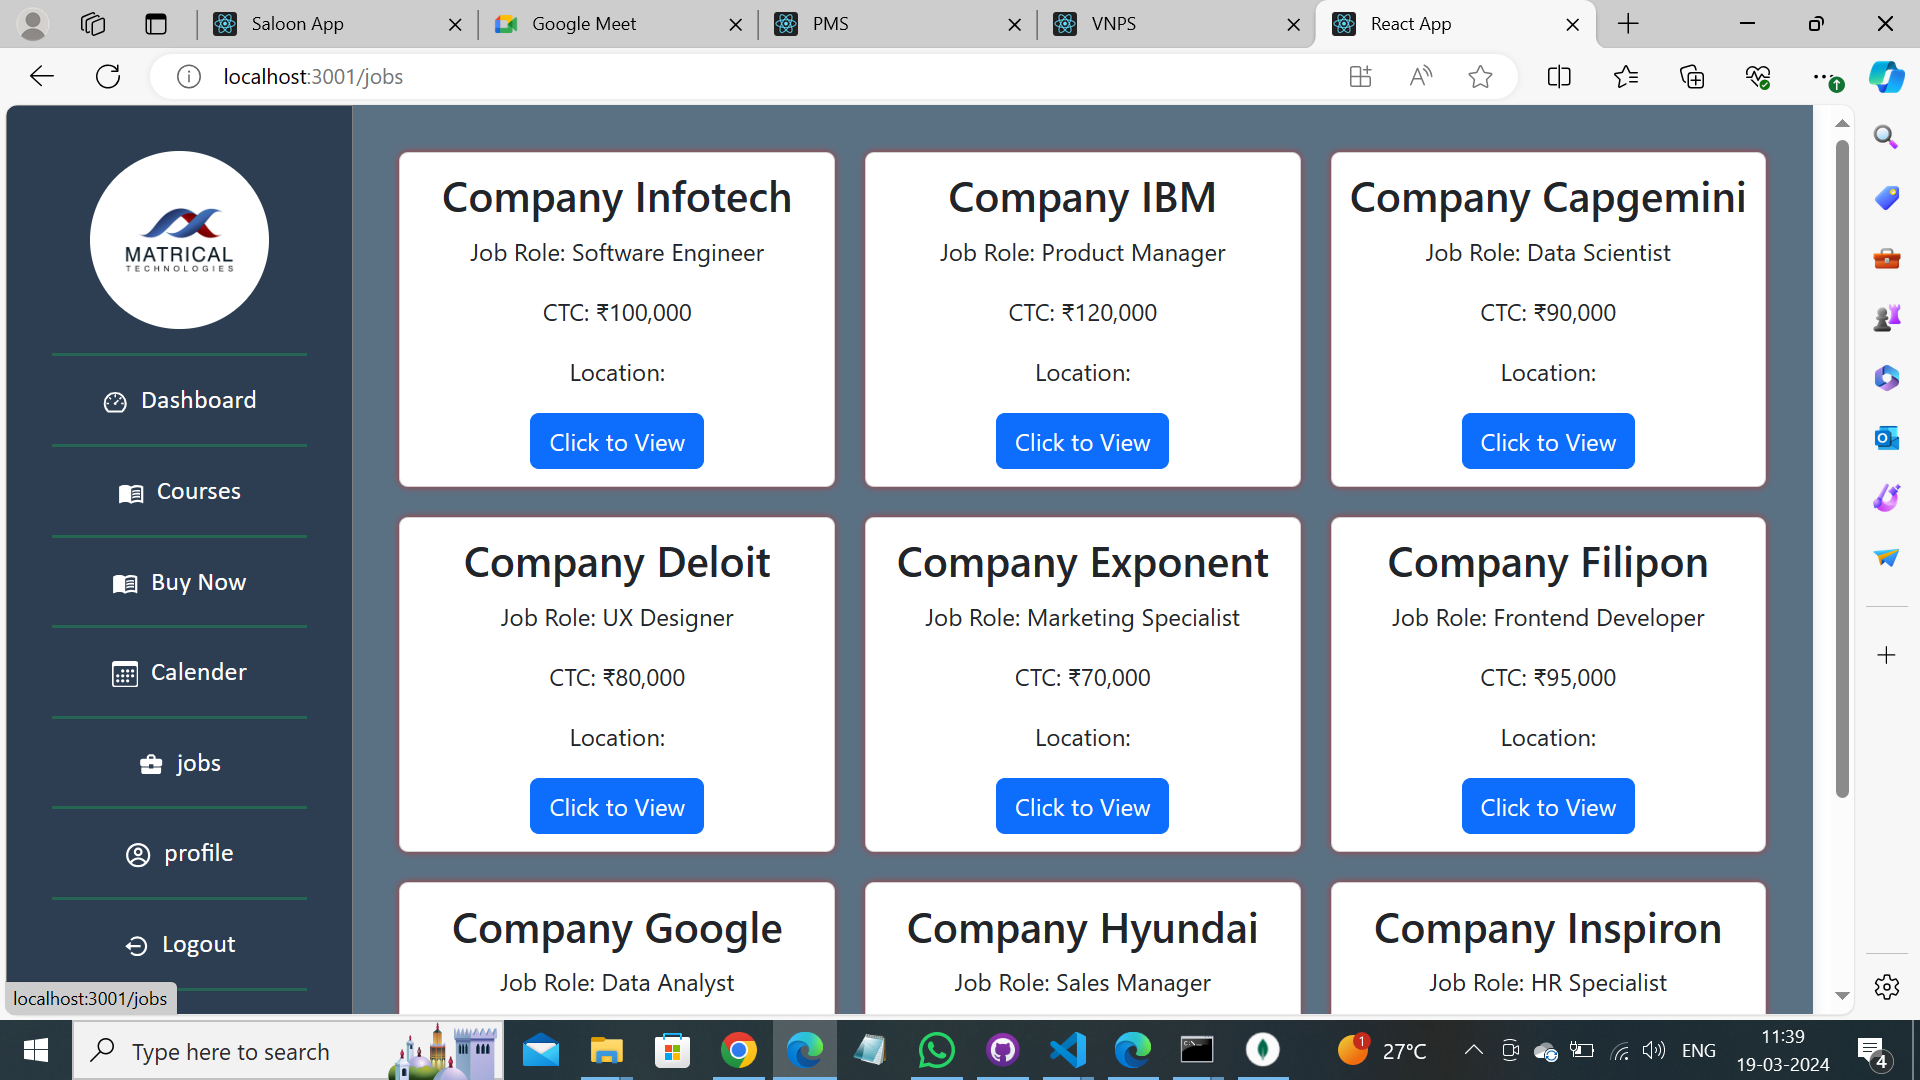 Saloon App
Google Meet
PMS
VNPS
React App
localhost:3001/jobs
MATRICAL
TECHNOLOGIES
Dashboard
Courses
Buy Now
Calender
jobs
profile
Logout
localhost:3001/jobs
Company Infotech
Job Role: Software Engineer
CTC: ₹100,000
Location:
Click to View
Company IBM
Job Role: Product Manager
CTC: ₹120,000
Location:
Click to View
Company Capgemini
Job Role: Data Scientist
CTC: ₹90,000
Location:
Click to View
Company Deloit
Job Role: UX Designer
CTC: ₹80,000
Location:
Click to View
Company Exponent
Job Role: Marketing Specialist
CTC: ₹70,000
Location:
Click to View
Company Filipon
Job Role: Frontend Developer
CTC: ₹95,000
Location:
Click to View
Company Google
Job Role: Data Analyst
Company Hyundai
Job Role: Sales Manager
Company Inspiron
Job Role: HR Specialist
Type here to search
1
27°C
ENG
11:39
19-03-2024
4